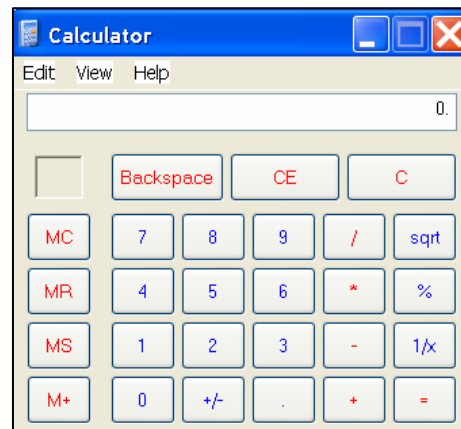 Calculator
Edit View Help
0.
Backspace CE C
MC 7 8 9 / sqrt
MR 4 5 6 * %
MS 1 2 3 - 1/x
M+ 0 +/- . + =